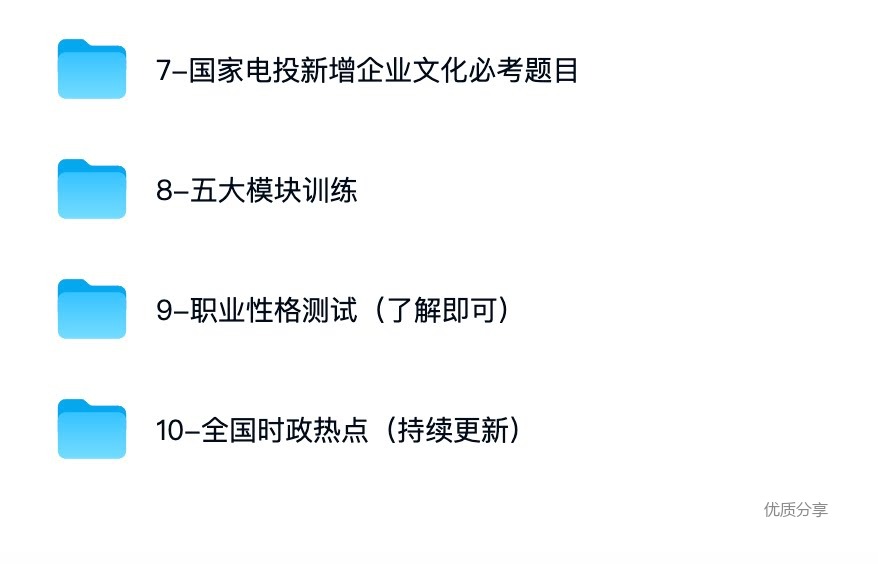 7–国家电投新增企业文化必考题目
8–五大模块训练
9–职业性格测试（了解即可）
10–全国时政热点（持续更新）
优质分享